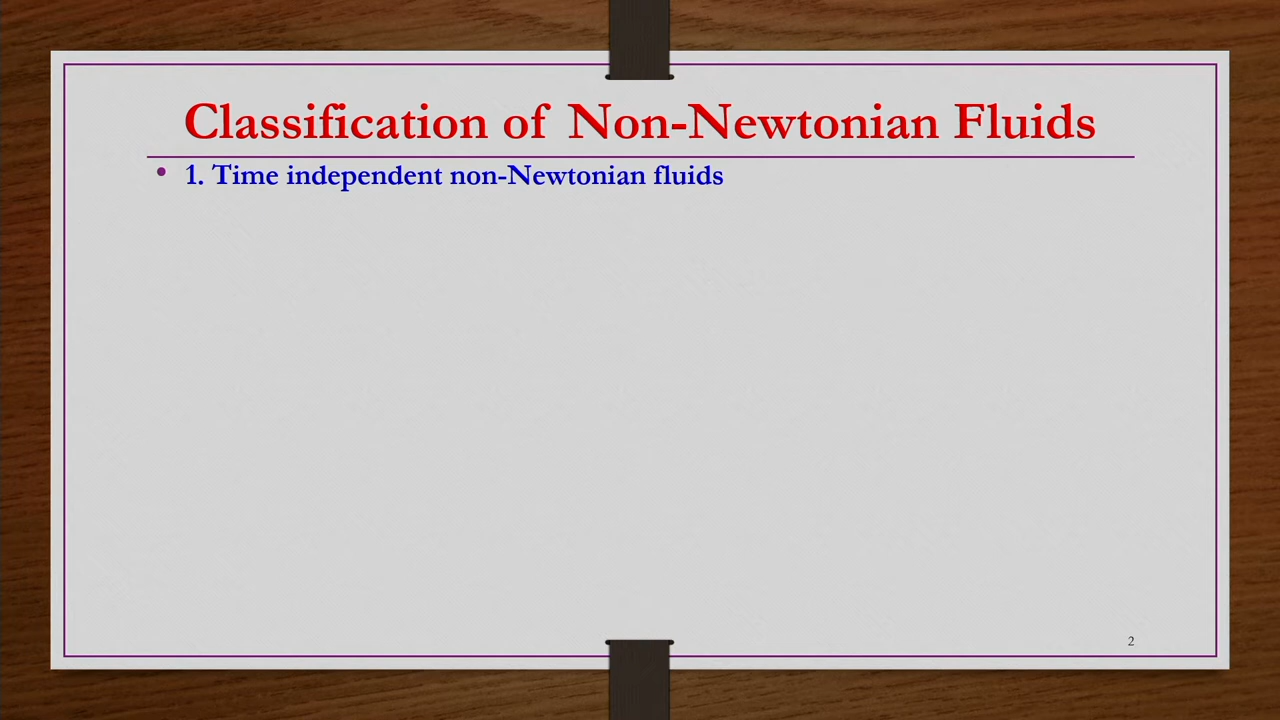 Classification of Non-Newtonian Fluids
• 1. Time independent non-Newtonian fluids
2